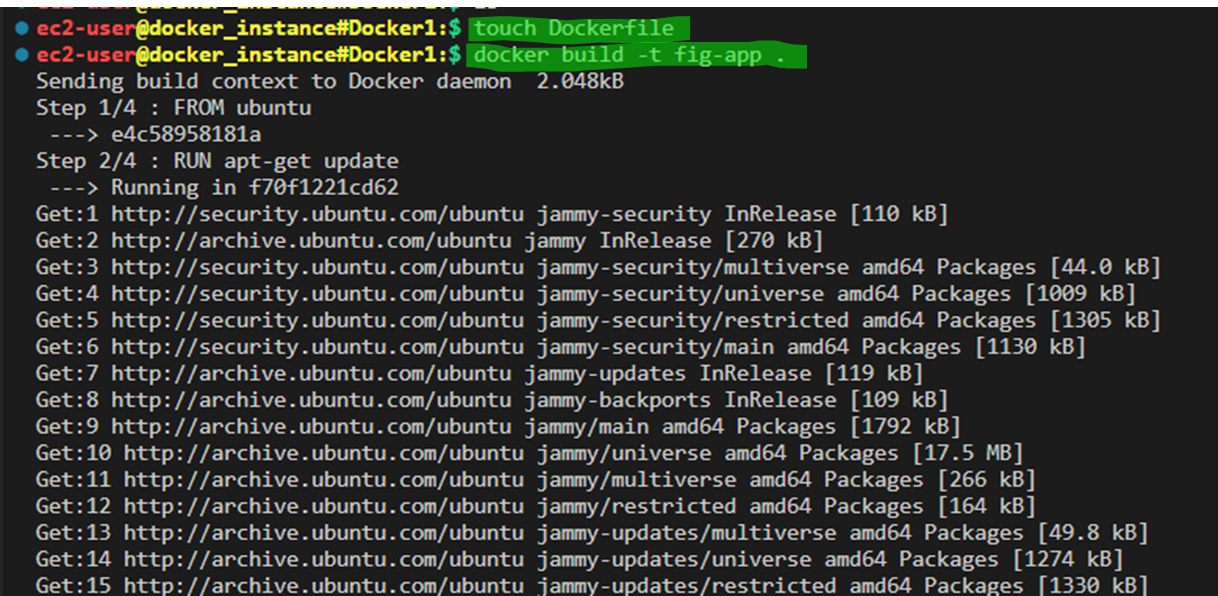 ec2-user@docker_instance#Docker1:$ touch Dockerfile
ec2-user@docker_instance#Docker1:$ docker build -t fig-app .
Sending build context to Docker daemon  2.048kB
Step 1/4 : FROM ubuntu
 ---> e4c58958181a
Step 2/4 : RUN apt-get update
 ---> Running in f70f1221cd62
Get:1 http://security.ubuntu.com/ubuntu jammy-security InRelease [110 kB]
Get:2 http://archive.ubuntu.com/ubuntu jammy InRelease [270 kB]
Get:3 http://security.ubuntu.com/ubuntu jammy-security/multiverse amd64 Packages [44.0 kB]
Get:4 http://security.ubuntu.com/ubuntu jammy-security/universe amd64 Packages [1009 kB]
Get:5 http://security.ubuntu.com/ubuntu jammy-security/restricted amd64 Packages [1305 kB]
Get:6 http://security.ubuntu.com/ubuntu jammy-security/main amd64 Packages [1130 kB]
Get:7 http://archive.ubuntu.com/ubuntu jammy-updates InRelease [119 kB]
Get:8 http://archive.ubuntu.com/ubuntu jammy-backports InRelease [109 kB]
Get:9 http://archive.ubuntu.com/ubuntu jammy/main amd64 Packages [1792 kB]
Get:10 http://archive.ubuntu.com/ubuntu jammy/universe amd64 Packages [17.5 MB]
Get:11 http://archive.ubuntu.com/ubuntu jammy/multiverse amd64 Packages [266 kB]
Get:12 http://archive.ubuntu.com/ubuntu jammy/restricted amd64 Packages [164 kB]
Get:13 http://archive.ubuntu.com/ubuntu jammy-updates/multiverse amd64 Packages [49.8 kB]
Get:14 http://archive.ubuntu.com/ubuntu jammy-updates/universe amd64 Packages [1274 kB]
Get:15 http://archive.ubuntu.com/ubuntu jammy-updates/restricted amd64 Packages [1330 kB]